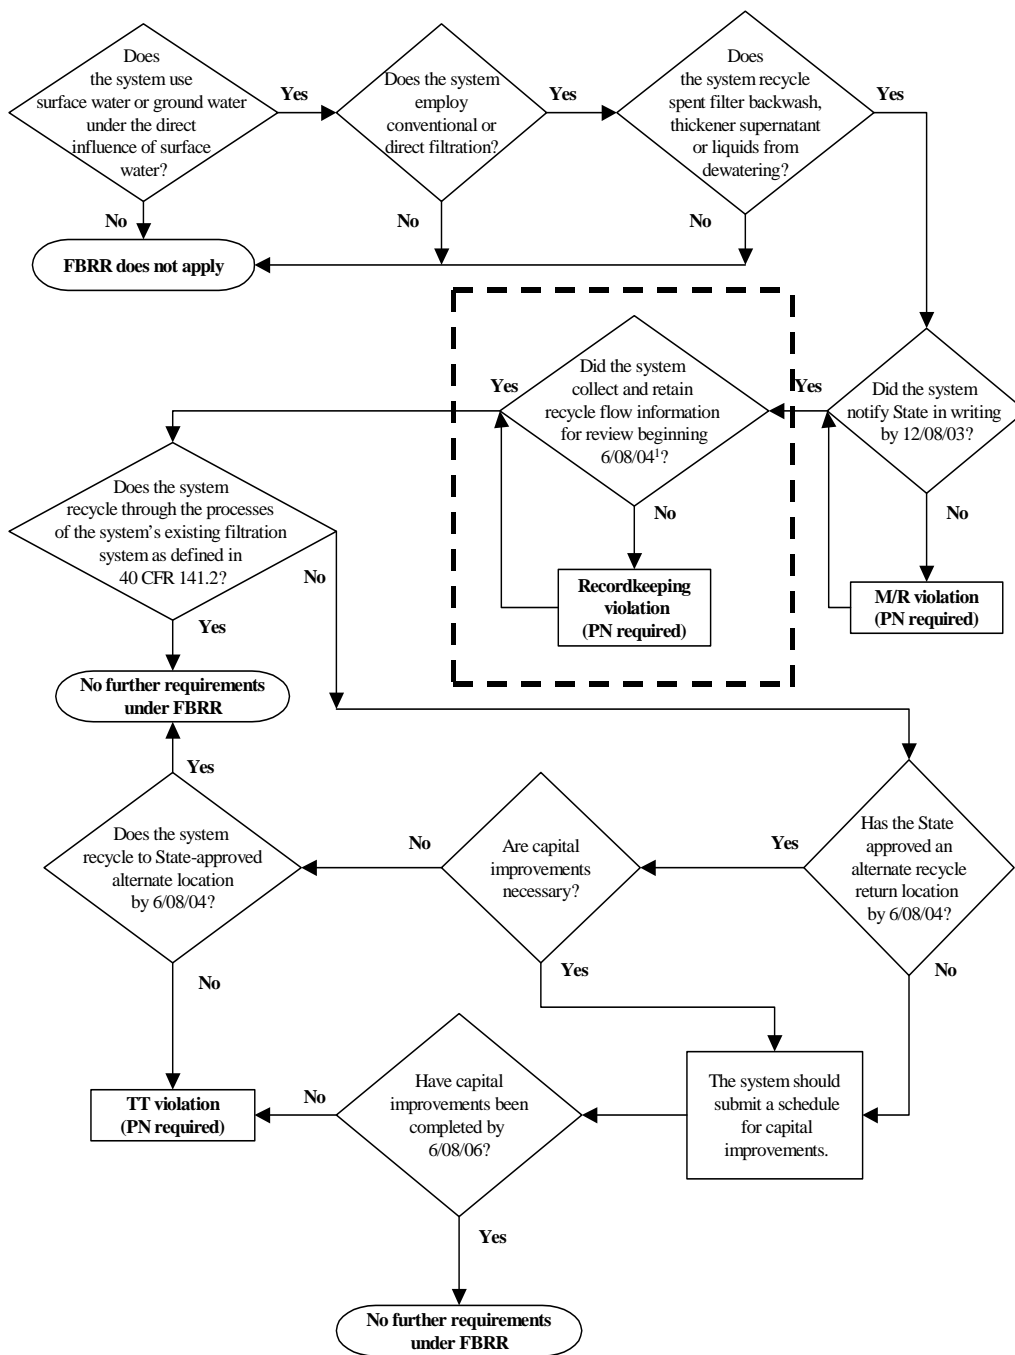 Does
the system use
surface water or ground water
under the direct
influence of surface
water?
Yes
Does the system
employ
conventional or
direct filtration?
Yes
Does
the system recycle
spent filter backwash,
thickener supernatant
or liquids from
dewatering?
Yes
No
No
No
FBRR does not apply
Did the system
notify State in writing
by 12/08/03?
Yes
Did the system
collect and retain
recycle flow information
for review beginning
6/08/04¹?
Yes
No
No
Recordkeeping
violation
(PN required)
M/R violation
(PN required)
Does the system
recycle through the processes
of the system’s existing filtration
system as defined in
40 CFR 141.2?
No
Yes
No further requirements
under FBRR
Yes
Does the system
recycle to State-approved
alternate location
by 6/08/04?
No
Are capital
improvements
necessary?
Yes
Has the State
approved an
alternate recycle
return location
by 6/08/04?
No
Yes
No
TT violation
(PN required)
No
Have capital
improvements been
completed by
6/08/06?
The system should
submit a schedule
for capital
improvements.
Yes
No further requirements
under FBRR